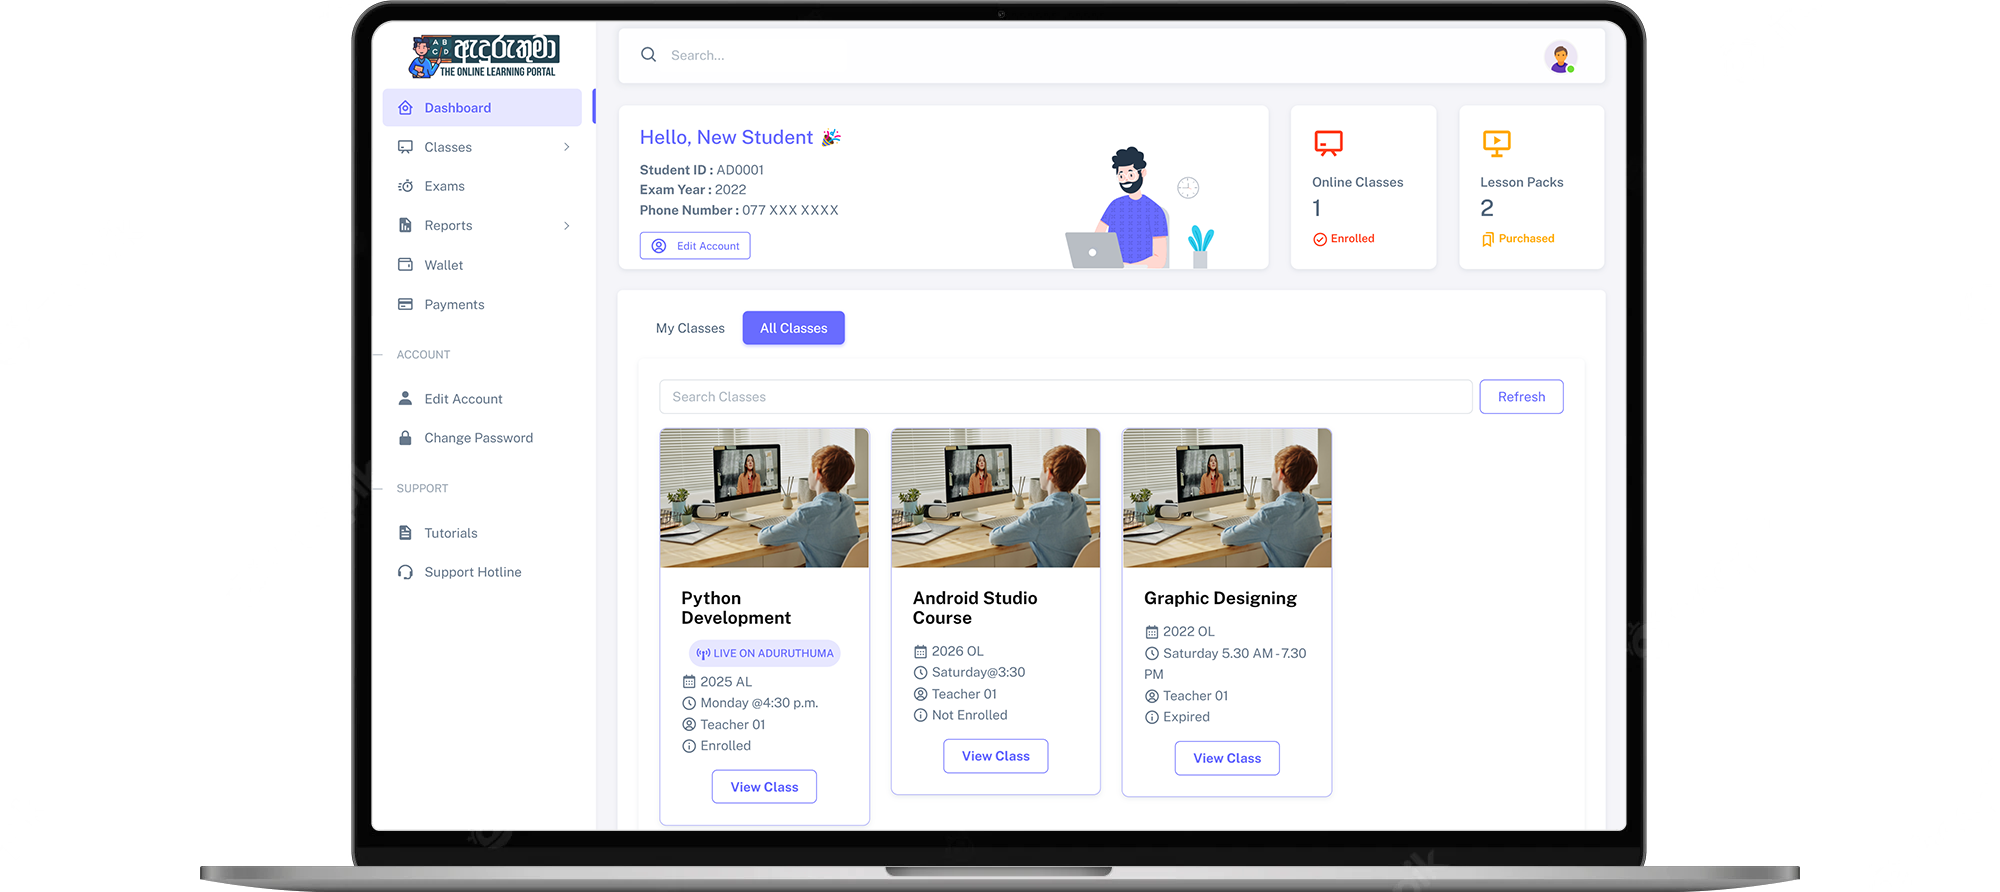 A B
C/D
ඇදුරුතුමා
THE ONLINE LEARNING PORTAL
Dashboard
Classes
Exams
Reports
Wallet
Payments
ACCOUNT
Edit Account
Change Password
SUPPORT
Tutorials
Support Hotline
Search...
Hello, New Student
Student ID : AD0001
Exam Year : 2022
Phone Number : 077 XXX XXXX
Edit Account
Online Classes
1
Enrolled
Lesson Packs
2
Purchased
My Classes
All Classes
Search Classes
Refresh
Python
Development
LIVE ON ADURUTHUMA
2025 AL
Monday @4:30 p.m.
Teacher 01
Enrolled
View Class
Android Studio
Course
2026 OL
Saturday@3:30
Teacher 01
Not Enrolled
View Class
Graphic Designing
2022 OL
Saturday 5.30 AM - 7.30
PM
Teacher 01
Expired
View Class